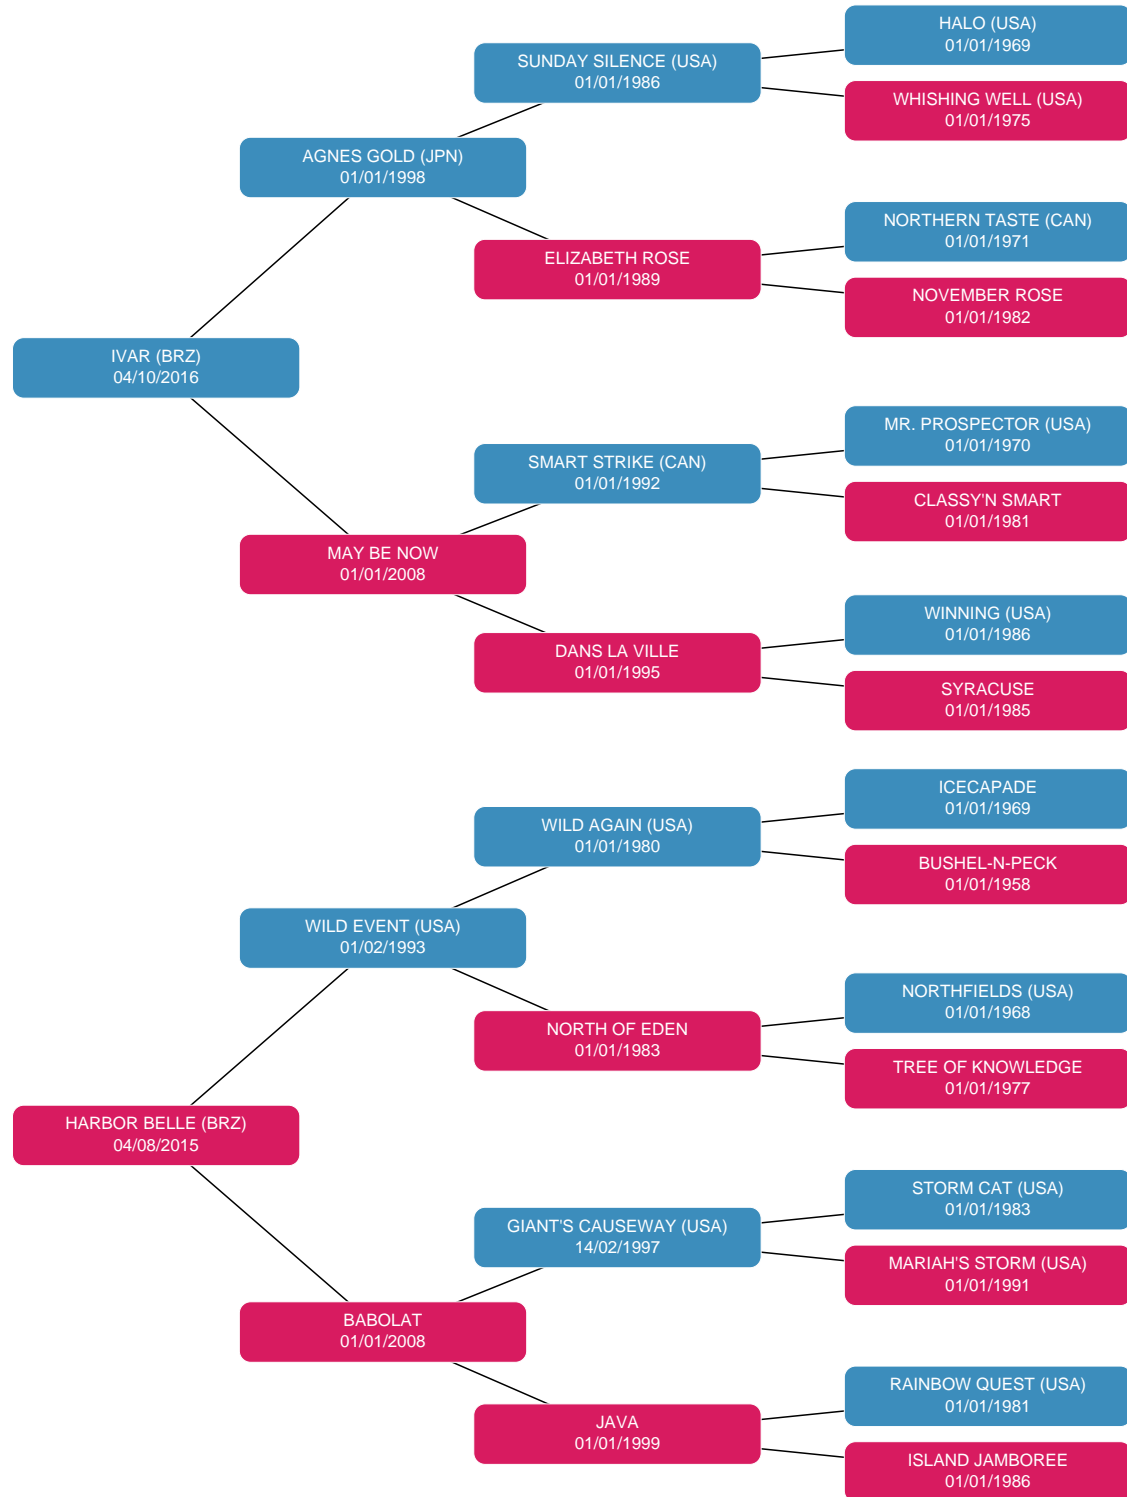 HALO (USA)
01/01/1969
SUNDAY SILENCE (USA)
01/01/1986
WHISHING WELL (USA)
01/01/1975
AGNES GOLD (JPN)
01/01/1998
NORTHERN TASTE (CAN)
01/01/1971
ELIZABETH ROSE
01/01/1989
NOVEMBER ROSE
01/01/1982
IVAR (BRZ)
04/10/2016
MR. PROSPECTOR (USA)
01/01/1970
SMART STRIKE (CAN)
01/01/1992
CLASSY'N SMART
01/01/1981
MAY BE NOW
01/01/2008
WINNING (USA)
01/01/1986
DANS LA VILLE
01/01/1995
SYRACUSE
01/01/1985
ICECAPADE
01/01/1969
WILD AGAIN (USA)
01/01/1980
BUSHEL-N-PECK
01/01/1958
WILD EVENT (USA)
01/02/1993
NORTHFIELDS (USA)
01/01/1968
NORTH OF EDEN
01/01/1983
TREE OF KNOWLEDGE
01/01/1977
HARBOR BELLE (BRZ)
04/08/2015
STORM CAT (USA)
01/01/1983
GIANT'S CAUSEWAY (USA)
14/02/1997
MARIAH'S STORM (USA)
01/01/1991
BABOLAT
01/01/2008
RAINBOW QUEST (USA)
01/01/1981
JAVA
01/01/1999
ISLAND JAMBOREE
01/01/1986